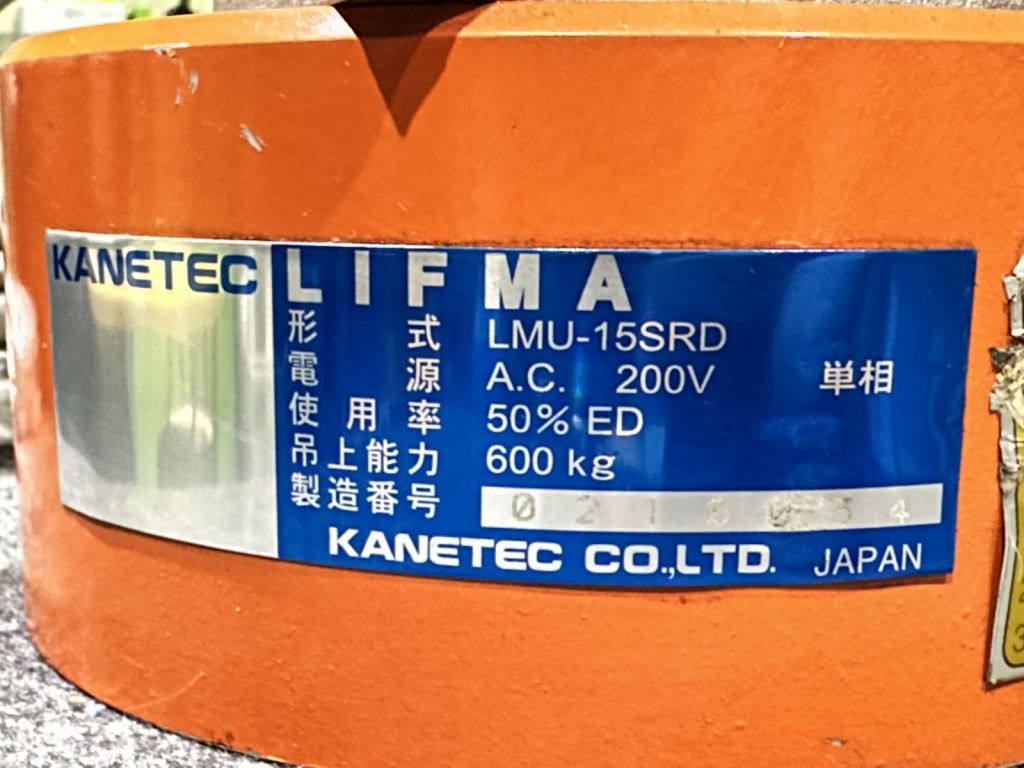 KANETEC
LIFMA
形式 LMU-15SRD
電源 A.C. 200V 単相
使用率 50% ED
吊上能力 600 kg
製造番号
KANETEC CO.,LTD. JAPAN